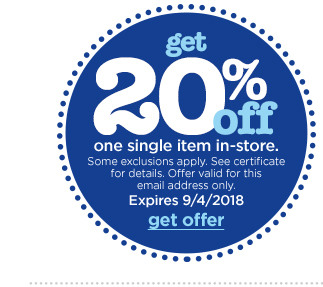 get
20%
off
one single item in-store.
Some exclusions apply. See certificate
for details. Offer valid for this
email address only.
Expires 9/4/2018
get offer